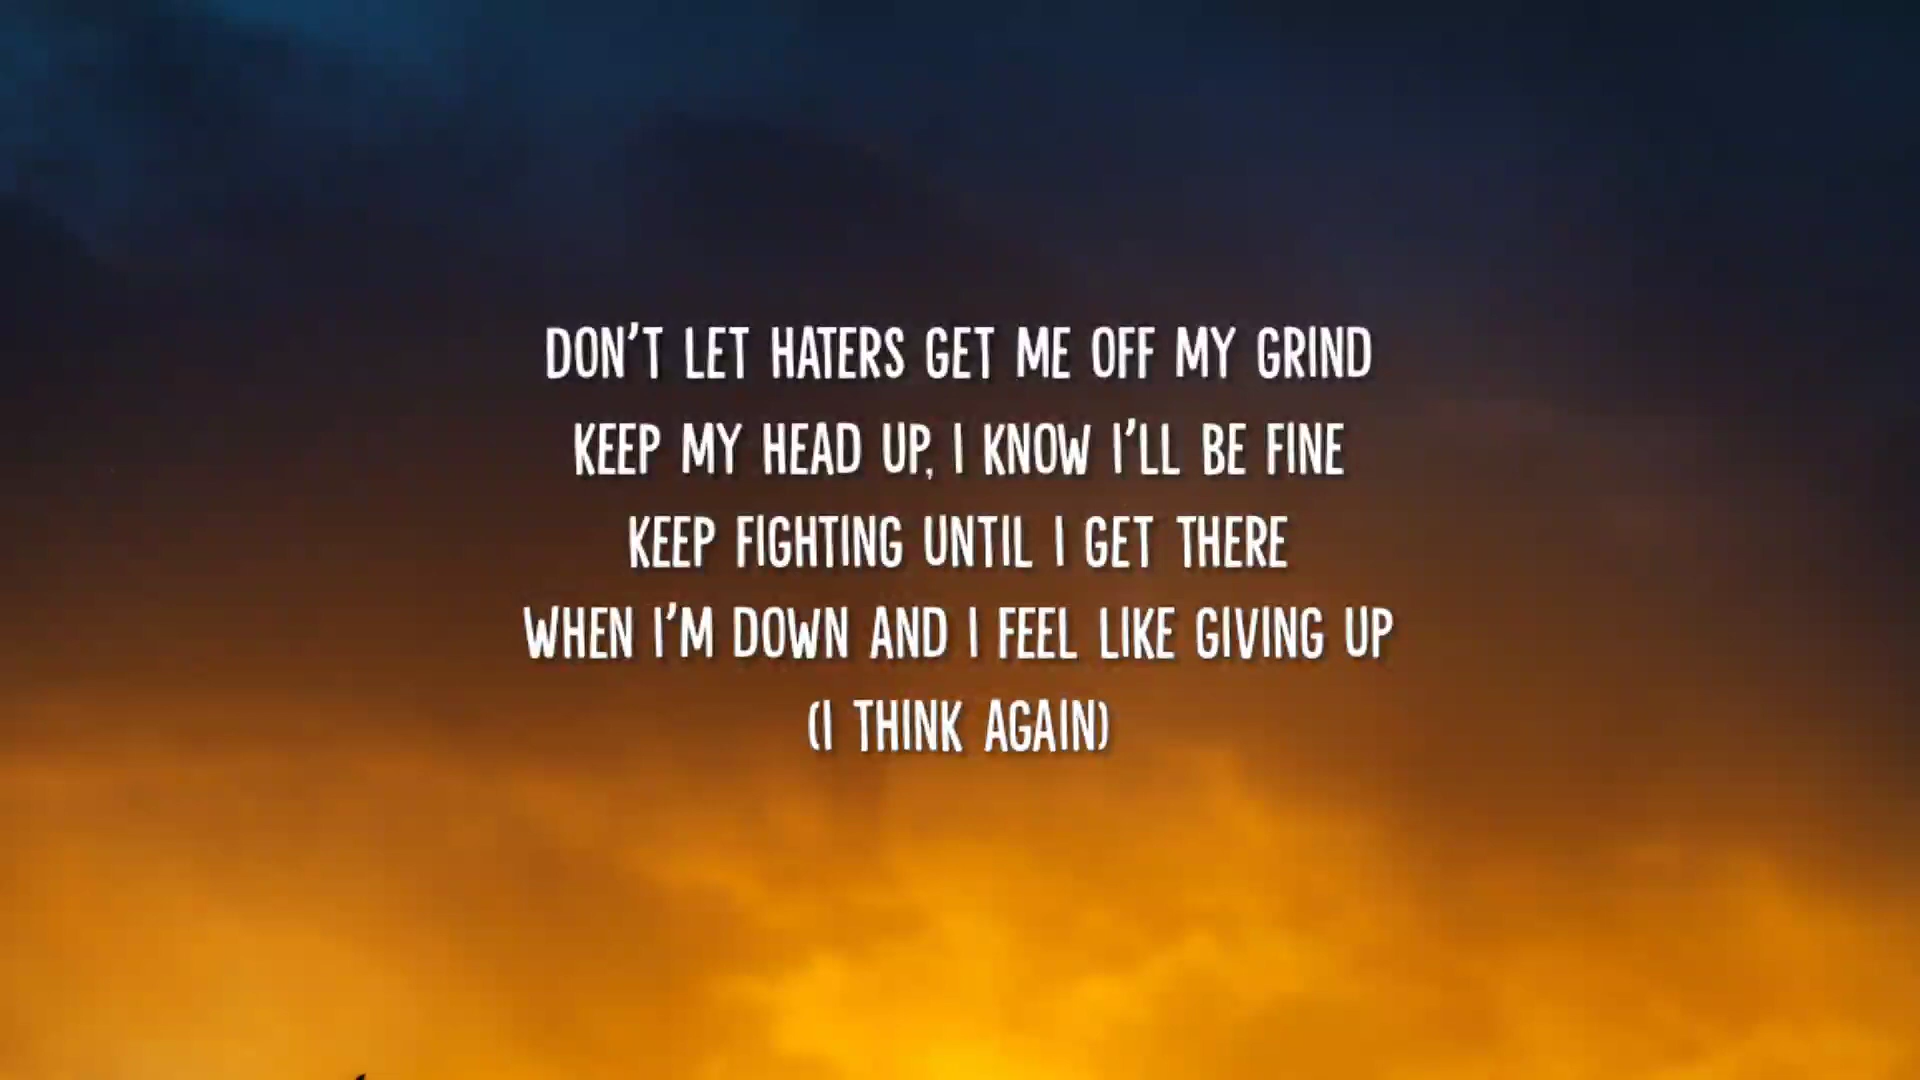 DON'T LET HATERS GET ME OFF MY GRIND
KEEP MY HEAD UP, I KNOW I'LL BE FINE
KEEP FIGHTING UNTIL I GET THERE
WHEN I'M DOWN AND I FEEL LIKE GIVING UP
(I THINK AGAIN)